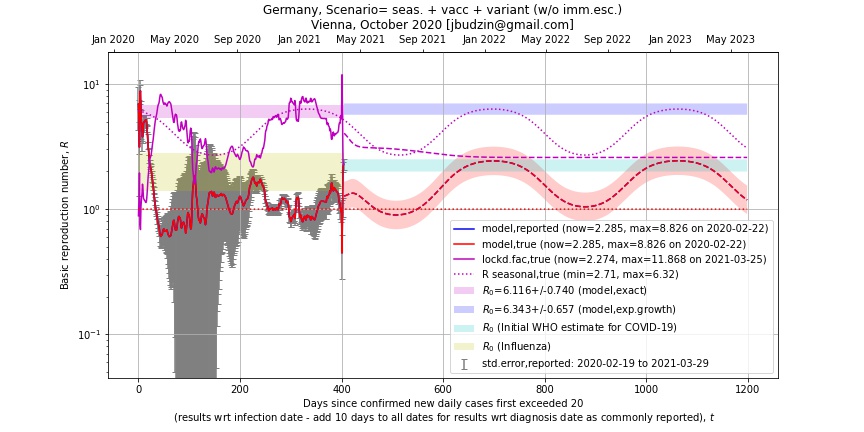 Germany, Scenario= seas. + vacc + variant (w/o imm.esc.)
Vienna, October 2020 [jbudzin@gmail.com]
Jan 2020 May 2020 Sep 2020 Jan 2021 May 2021 Sep 2021 Jan 2022 May 2022 Sep 2022 Jan 2023 May 2023
Basic reproduction number, R
10¹
10⁰
10⁻¹
model,reported (now=2.285, max=8.826 on 2020-02-22)
model,true (now=2.285, max=8.826 on 2020-02-22)
lockd.fac,true (now=2.274, max=11.868 on 2021-03-25)
R seasonal,true (min=2.71, max=6.32)
R₀=6.116+/-0.740 (model,exact)
R₀=6.343+/-0.657 (model,exp.growth)
R₀ (Initial WHO estimate for COVID-19)
R₀ (Influenza)
std.error,reported: 2020-02-19 to 2021-03-29
0 200 400 600 800 1000 1200
Days since confirmed new daily cases first exceeded 20
(results wrt infection date - add 10 days to all dates for results wrt diagnosis date as commonly reported), t